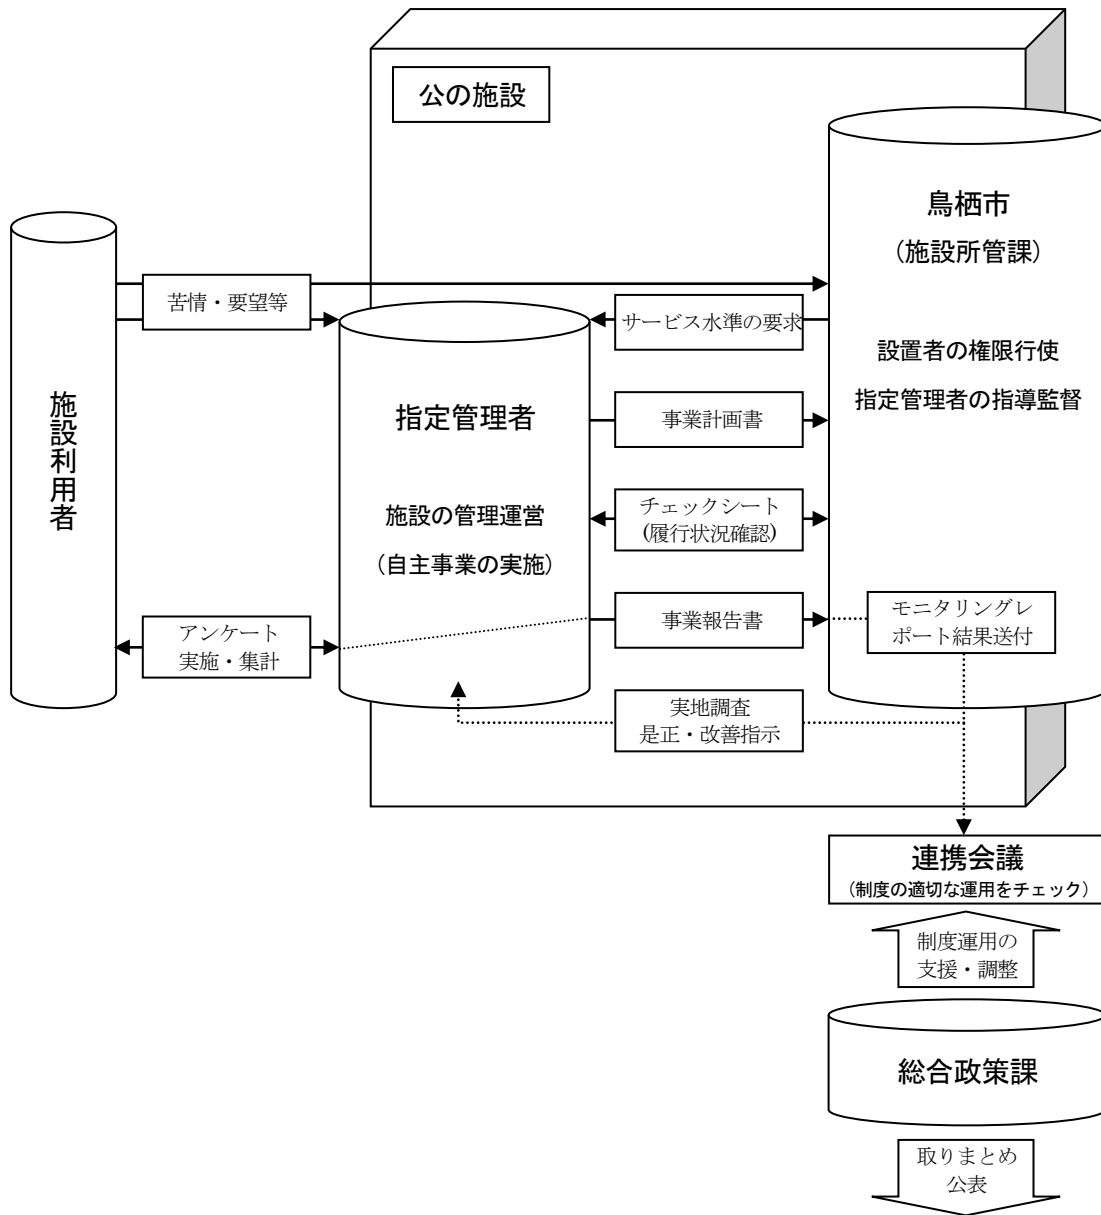 公の施設
鳥栖市
(施設所管課)
設置者の権限行使
指定管理者の指導監督
施設利用者
苦情・要望等
サービス水準の要求
指定管理者
施設の管理運営
(自主事業の実施)
事業計画書
チェックシート
(履行状況確認)
事業報告書
モニタリングレ
ポート結果送付
アンケート
実施・集計
実地調査
是正・改善指示
連携会議
(制度の適切な運用をチェック)
制度運用の
支援・調整
総合政策課
取りまとめ
公表